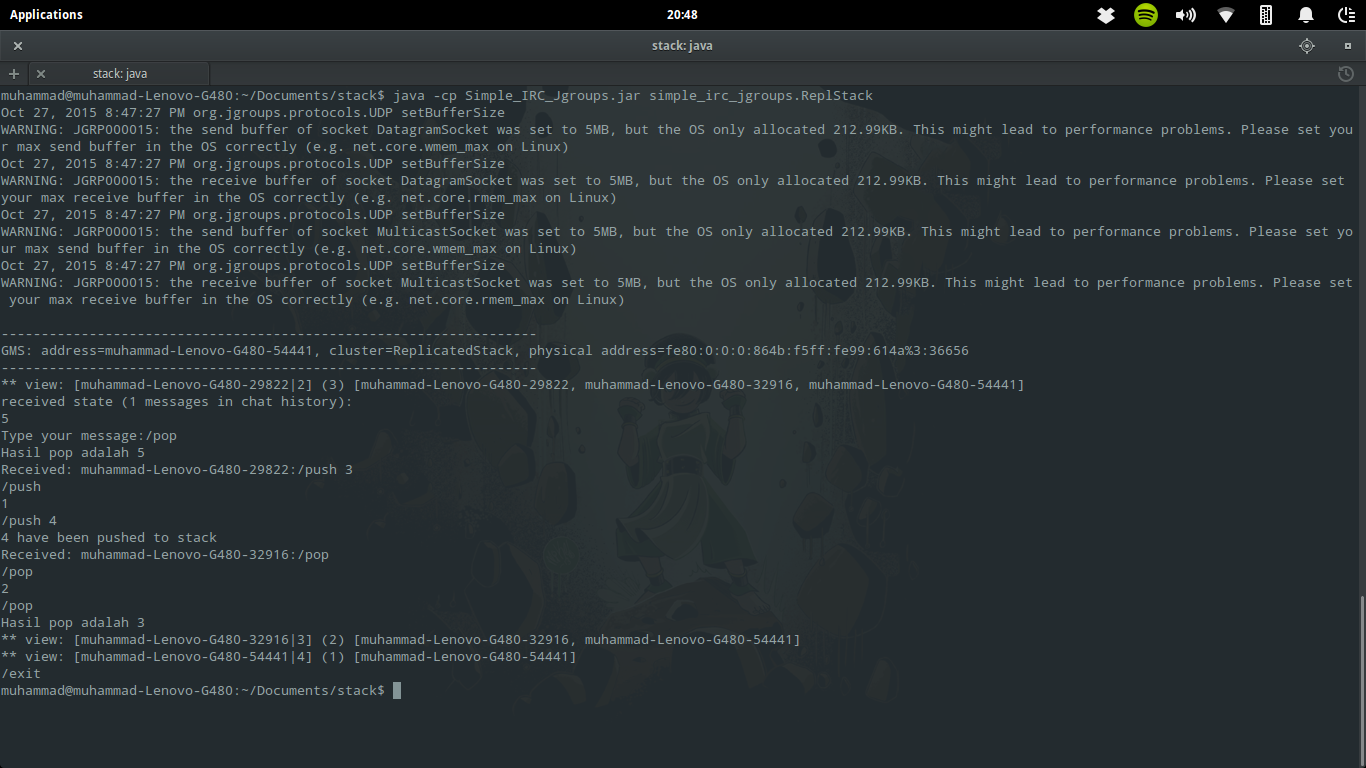 Applications
20:48
stack: java
stack: java
muhammad@muhammad-Lenovo-G480:~/Documents/stack$ java -cp Simple_IRC_Jgroups.jar simple_irc_jgroups.ReplStack
Oct 27, 2015 8:47:27 PM org.jgroups.protocols.UDP setBufferSize
WARNING: JGRP000015: the send buffer of socket DatagramSocket was set to 5MB, but the OS only allocated 212.99KB. This might lead to performance problems. Please set you
r max send buffer in the OS correctly (e.g. net.core.wmem_max on Linux)
Oct 27, 2015 8:47:27 PM org.jgroups.protocols.UDP setBufferSize
WARNING: JGRP000015: the receive buffer of socket DatagramSocket was set to 5MB, but the OS only allocated 212.99KB. This might lead to performance problems. Please set
your max receive buffer in the OS correctly (e.g. net.core.rmem_max on Linux)
Oct 27, 2015 8:47:27 PM org.jgroups.protocols.UDP setBufferSize
WARNING: JGRP000015: the send buffer of socket MulticastSocket was set to 5MB, but the OS only allocated 212.99KB. This might lead to performance problems. Please set yo
ur max send buffer in the OS correctly (e.g. net.core.wmem_max on Linux)
Oct 27, 2015 8:47:27 PM org.jgroups.protocols.UDP setBufferSize
WARNING: JGRP000015: the receive buffer of socket MulticastSocket was set to 5MB, but the OS only allocated 212.99KB. This might lead to performance problems. Please set
 your max receive buffer in the OS correctly (e.g. net.core.rmem_max on Linux)
-------------------------------------------------------------------
GMS: address=muhammad-Lenovo-G480-54441, cluster=ReplicatedStack, physical address=fe80:0:0:0:864b:f5ff:fe99:614a%3:36656
-------------------------------------------------------------------
** view: [muhammad-Lenovo-G480-29822|2] (3) [muhammad-Lenovo-G480-29822, muhammad-Lenovo-G480-32916, muhammad-Lenovo-G480-54441]
received state (1 messages in chat history):
5
Type your message:/pop
Hasil pop adalah 5
Received: muhammad-Lenovo-G480-29822:/push 3
/push
1
/push 4
4 have been pushed to stack
Received: muhammad-Lenovo-G480-32916:/pop
/pop
2
/pop
Hasil pop adalah 3
** view: [muhammad-Lenovo-G480-32916|3] (2) [muhammad-Lenovo-G480-32916, muhammad-Lenovo-G480-54441]
** view: [muhammad-Lenovo-G480-54441|4] (1) [muhammad-Lenovo-G480-54441]
/exit
muhammad@muhammad-Lenovo-G480:~/Documents/stack$